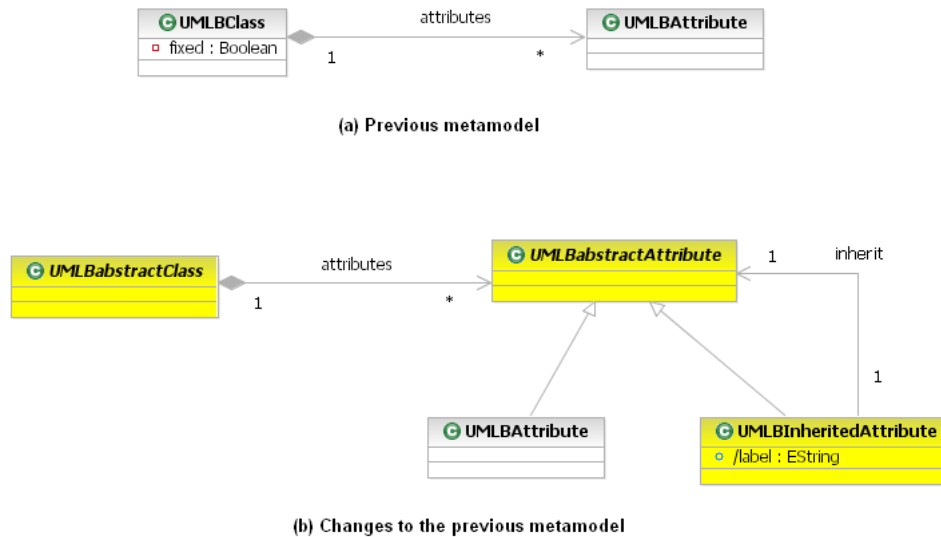 UMLBClass
attributes
UMLBAttribute
fixed : Boolean
1
*
(a) Previous metamodel
UMLBabstractClass
attributes
UMLBabstractAttribute
1
inherit
1
*
1
UMLBAttribute
UMLBInheritedAttribute
/label : EString
(b) Changes to the previous metamodel